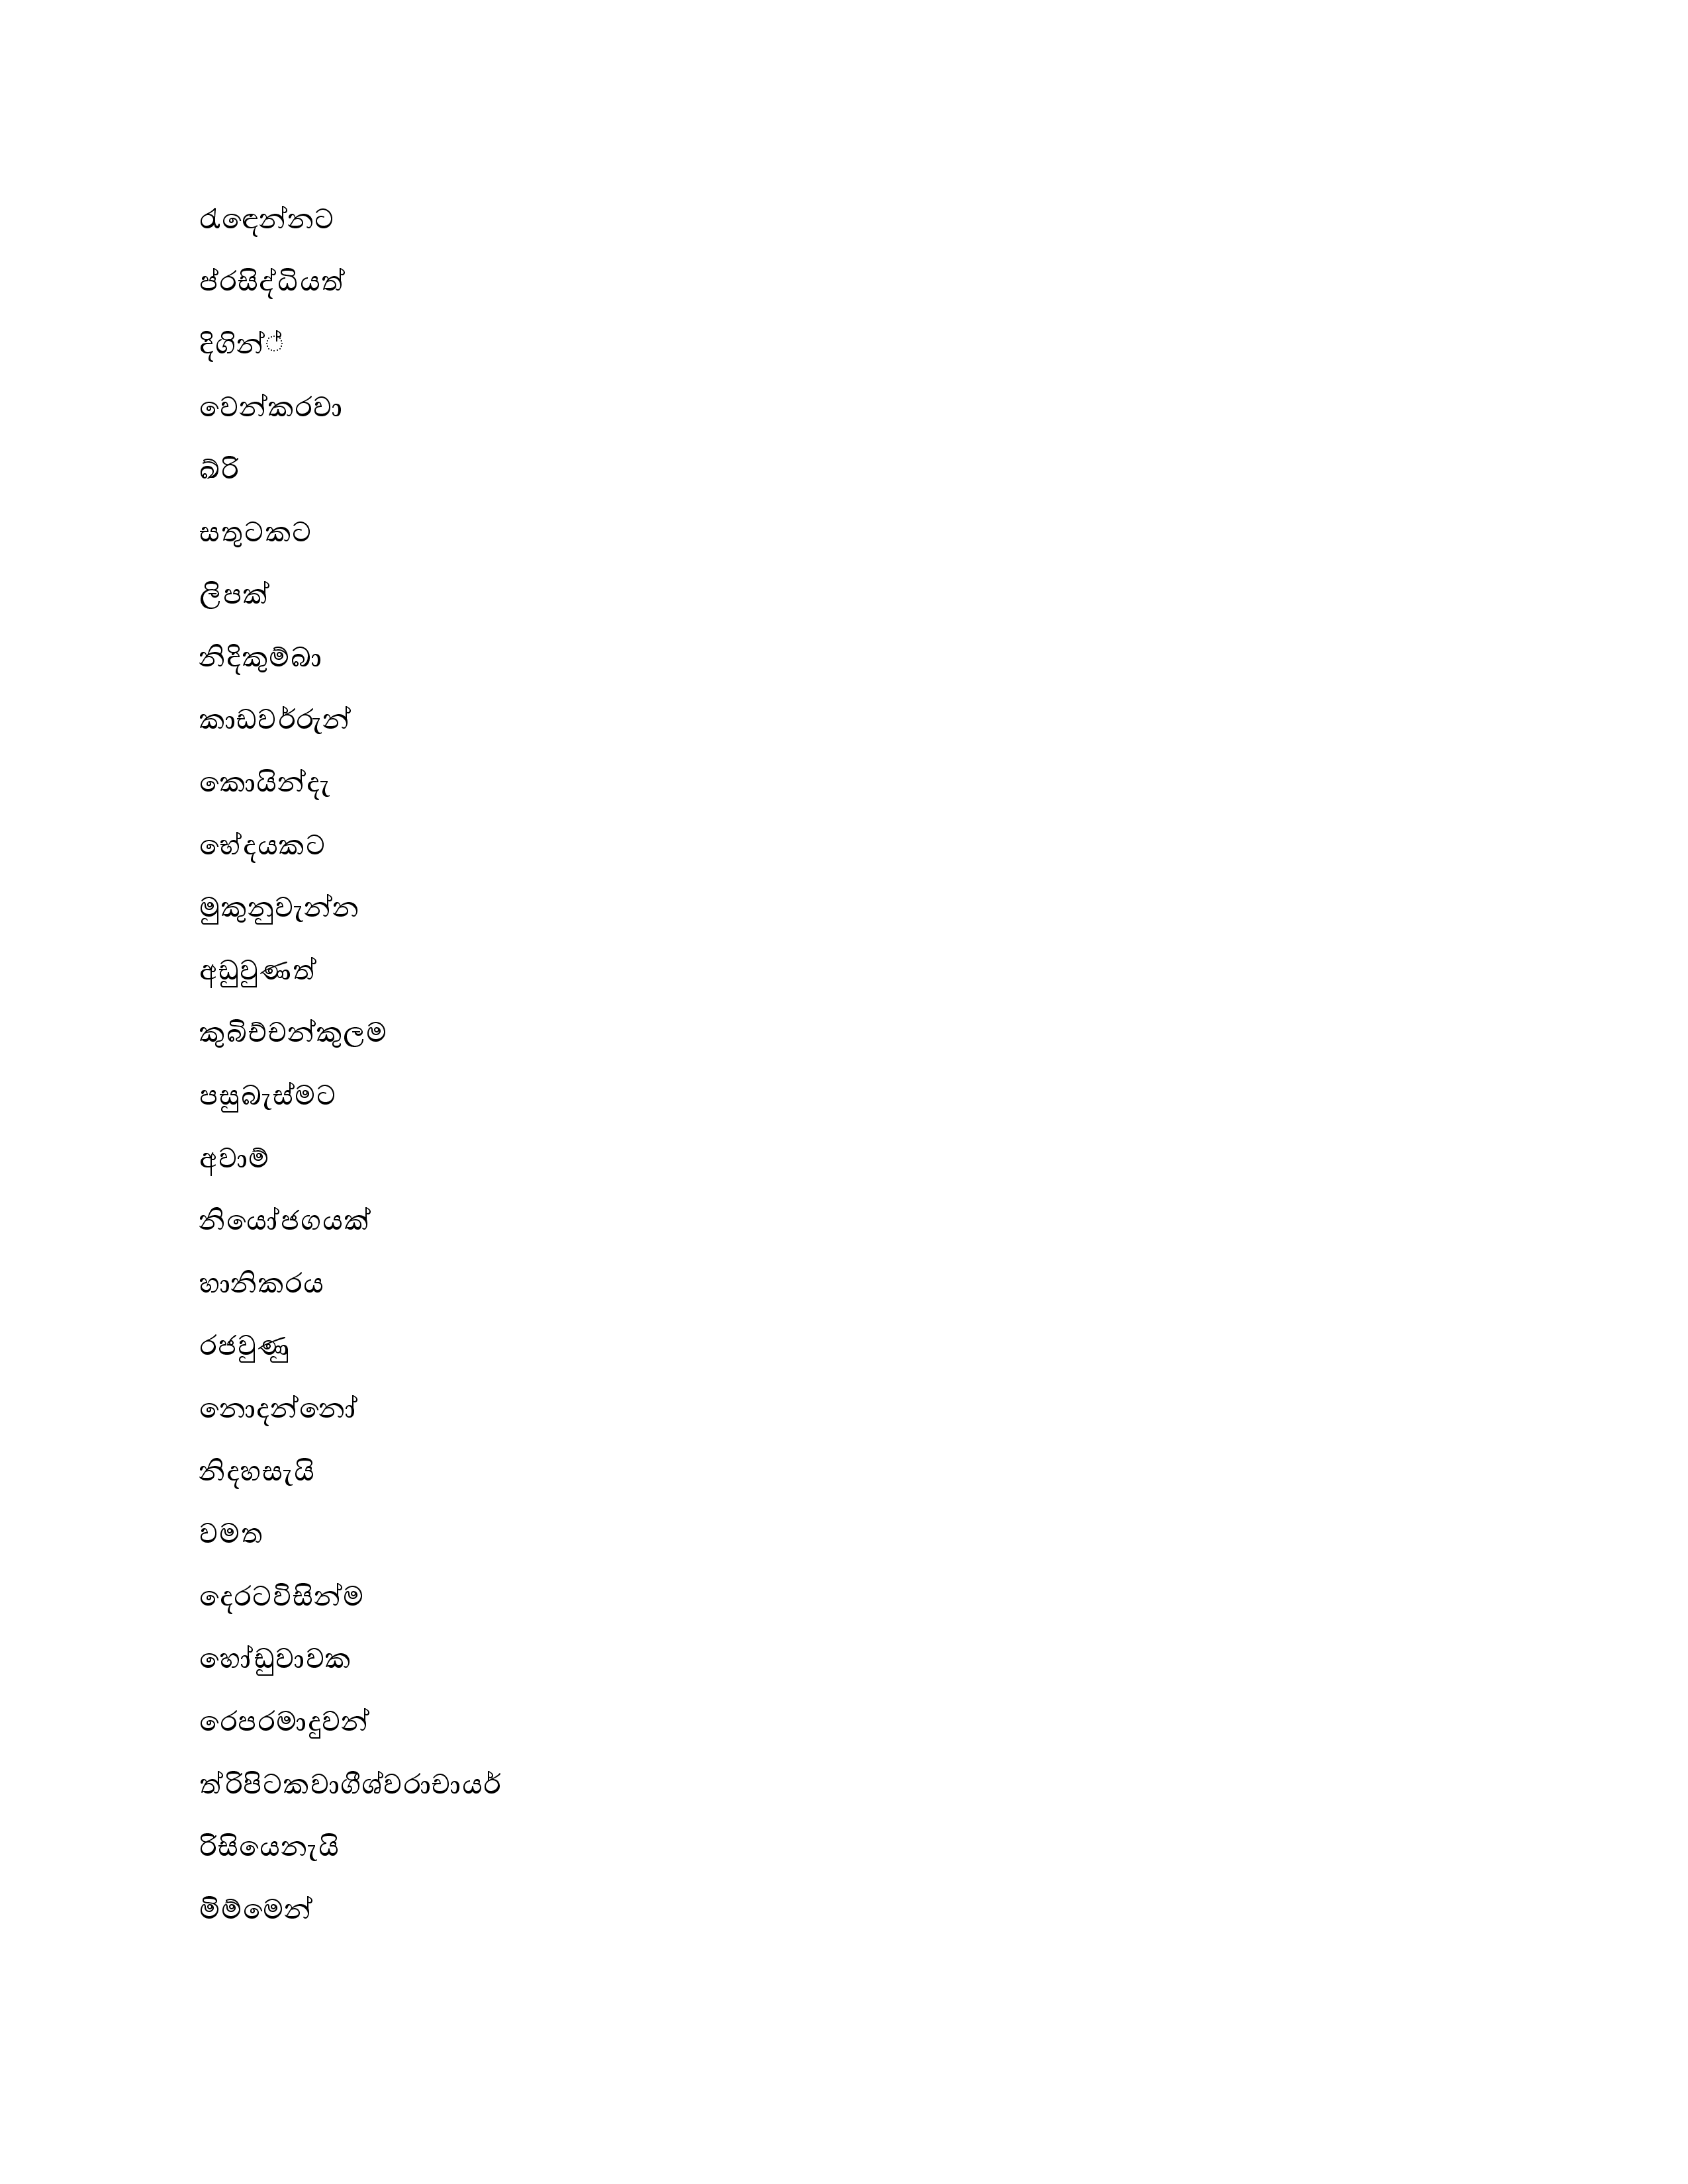 රැඳෙන්නට
ප්රසිද්ධියත්
දිගින්්
වෙන්කරවා
ඛ්රි
සතුටකට
ලිපක්
නිදිකුම්බා
කාඩවර්රුන්
කොයින්දැ
භේදයකට
මුකුනුවැන්න
අඩුවුණත්
කුබිච්චන්කුලම
පසුබැස්මට
අවාම්
නියෝජගයක්
හානිකරය
රජවුණු
නොදන්නෝ
නිදහසැයි
වමත
දෙරටවිසින්ම
හෝඩුවාවක
රෙපරමාදුවන්
ත්රිපිටකවාගීශ්වරාචායර්
රිසියෙනැයි
මිම්මෙන්